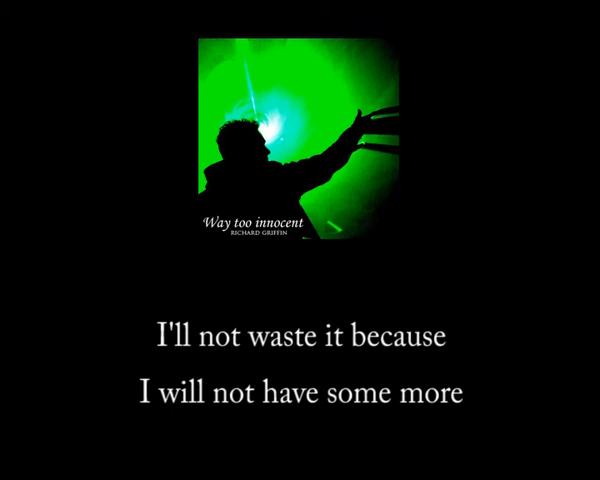 Way too innocent
RICHARD GRIFFIN
I'll not waste it because
I will not have some more